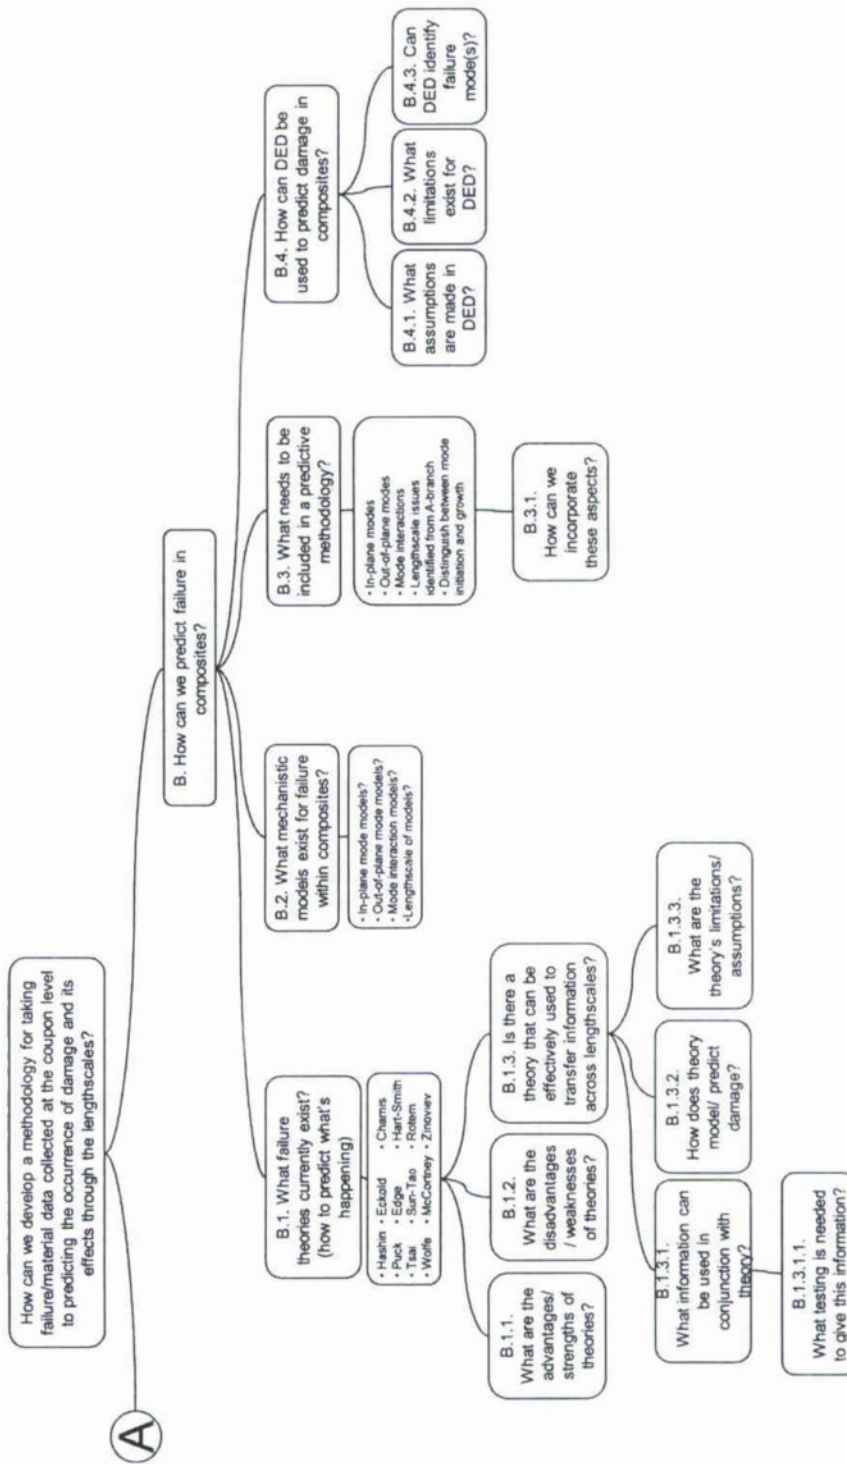 A
How can we develop a methodology for taking
failure/material data collected at the coupon level
to predicting the occurrence of damage and its
effects through the lengthscales?
B. How can we predict failure in
composites?
B.1. What failure
theories currently exist?
(how to predict what's
happening)
• Hashin • Eckold • Chamis
• Puck • Edge • Hart-Smith
• Tsai • Sun-Tao • Rotem
• Wolfe • McCartney • Zinoviev
B.1.1.
What are the
advantages/
strengths of
theories?
B.1.2.
What are the
disadvantages
/ weaknesses
of theories?
B.1.3. Is there a
theory that can be
effectively used to
transfer information
across lengthscales?
B.1.3.1.
What information can
be used in
conjunction with
theory?
B.1.3.1.1.
What testing is needed
to give this information?
B.1.3.2.
How does theory
model/ predict
damage?
B.1.3.3.
What are the
theory's limitations/
assumptions?
B.2. What mechanistic
models exist for failure
within composites?
• In-plane mode models?
• Out-of-plane mode models?
• Mode interaction models?
• Lengthscale of models?
B.3. What needs to be
included in a predictive
methodology?
• In-plane modes
• Out-of-plane modes
• Mode interactions
• Lengthscale issues
identified from A-branch
• Distinguish between mode
initiation and growth
B.3.1.
How can we
incorporate
these aspects?
B.4. How can DED be
used to predict damage in
composites?
B.4.1. What
assumptions
are made in
DED?
B.4.2. What
limitations
exist for
DED?
B.4.3. Can
DED identify
failure
mode(s)?